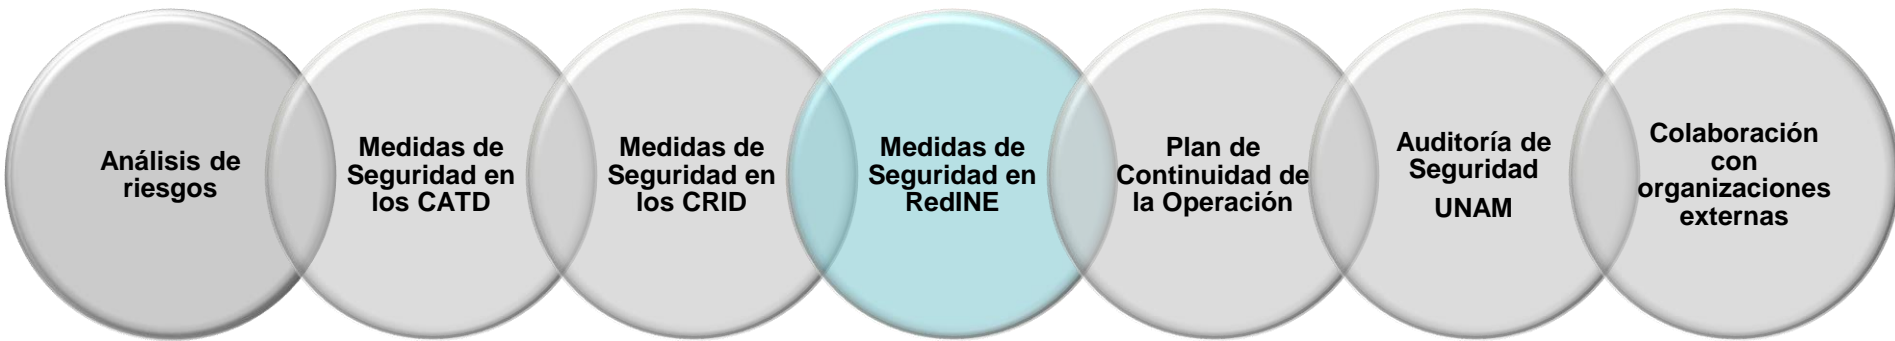 Análisis de
riesgos
Medidas de
Seguridad en
los CATD
Medidas de
Seguridad en
los CRID
Medidas de
Seguridad en
RedINE
Plan de
Continuidad de
la Operación
Auditoría de
Seguridad
UNAM
Colaboración
con
organizaciones
externas